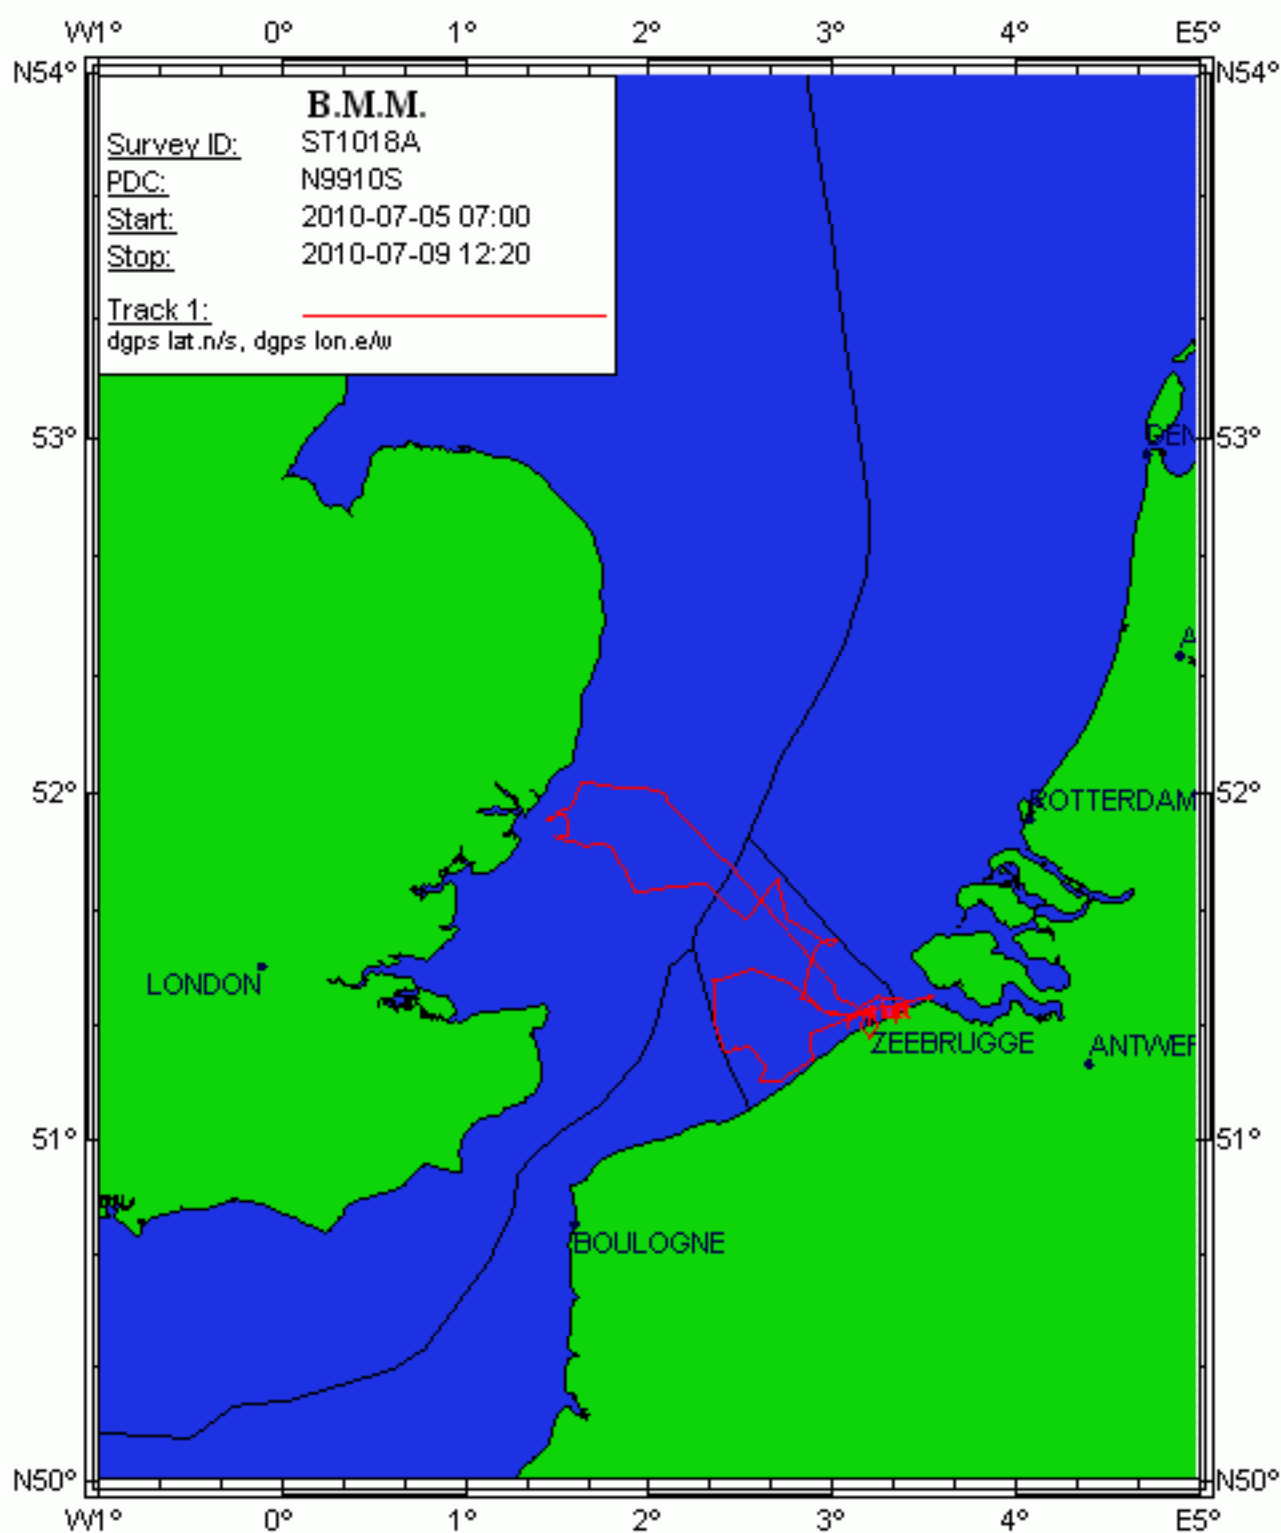 W1° 0° 1° 2° 3° 4° E5°
N54° N54°
B.M.M.
Survey ID: ST1018A
PDC: N9910S
Start: 2010-07-05 07:00
Stop: 2010-07-09 12:20
Track 1:
dgps lat.n/s, dgps lon.e/w
53° DEN 53°
A
52° ROTTERDAM 52°
LONDON
ZEEBRUGGE ANTWER
51° 51°
BOULOGNE
N50° N50°
W1° 0° 1° 2° 3° 4° E5°